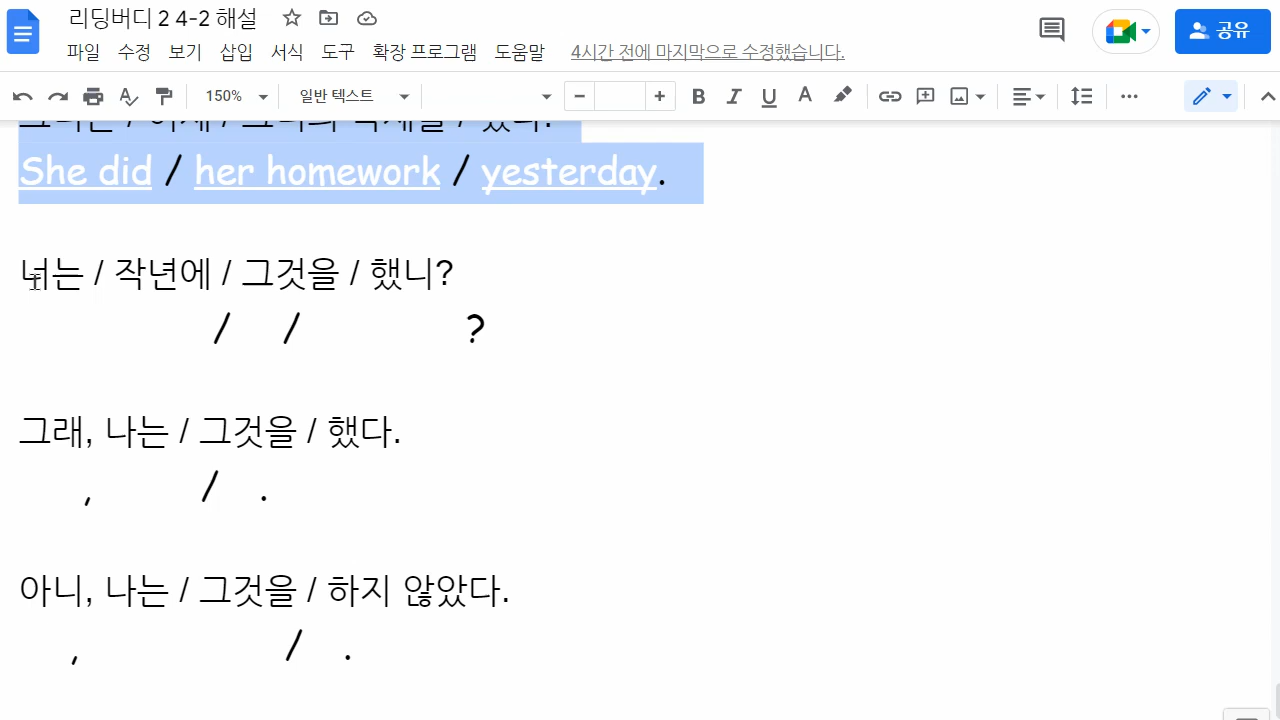 리딩버디 2 4-2 해설
파일 수정 보기 삽입 서식 도구 확장 프로그램 도움말 4시간 전에 마지막으로 수정했습니다.
공유
150% 일반 텍스트
She did / her homework / yesterday.
너는 / 작년에 / 그것을 / 했니?
/ / ?
그래, 나는 / 그것을 / 했다.
, / .
아니, 나는 / 그것을 / 하지 않았다.
, / .